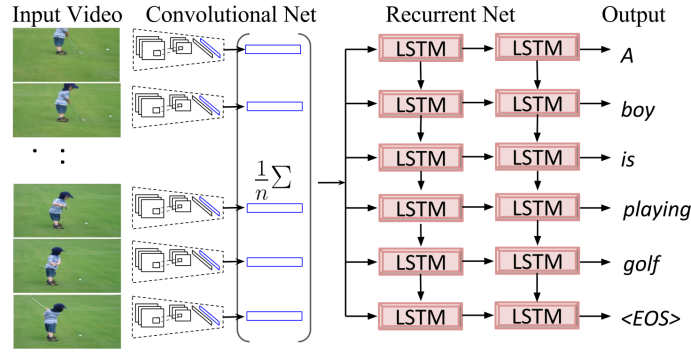 Input Video Convolutional Net Recurrent Net Output
LSTM LSTM A
LSTM LSTM boy
LSTM LSTM is
1/n Σ
LSTM LSTM playing
LSTM LSTM golf
LSTM LSTM <EOS>